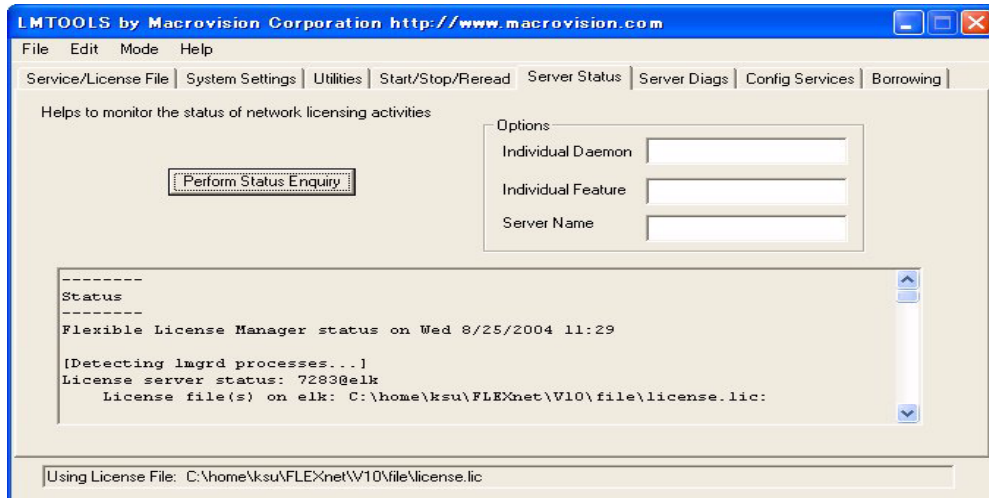 LMTOOLS by Macrovision Corporation http://www.macrovision.com
File Edit Mode Help
Service/License File System Settings Utilities Start/Stop/Reread Server Status Server Diags Config Services Borrowing
Helps to monitor the status of network licensing activities
Options
Individual Daemon
Perform Status Enquiry
Individual Feature
Server Name
--------
Status
--------
Flexible License Manager status on Wed 8/25/2004 11:29
[Detecting lmgrd processes...]
License server status: 7283@elk
License file(s) on elk: C:\home\ksu\FLEXnet\V10\file\license.lic:
Using License File: C:\home\ksu\FLEXnet\V10\file\license.lic